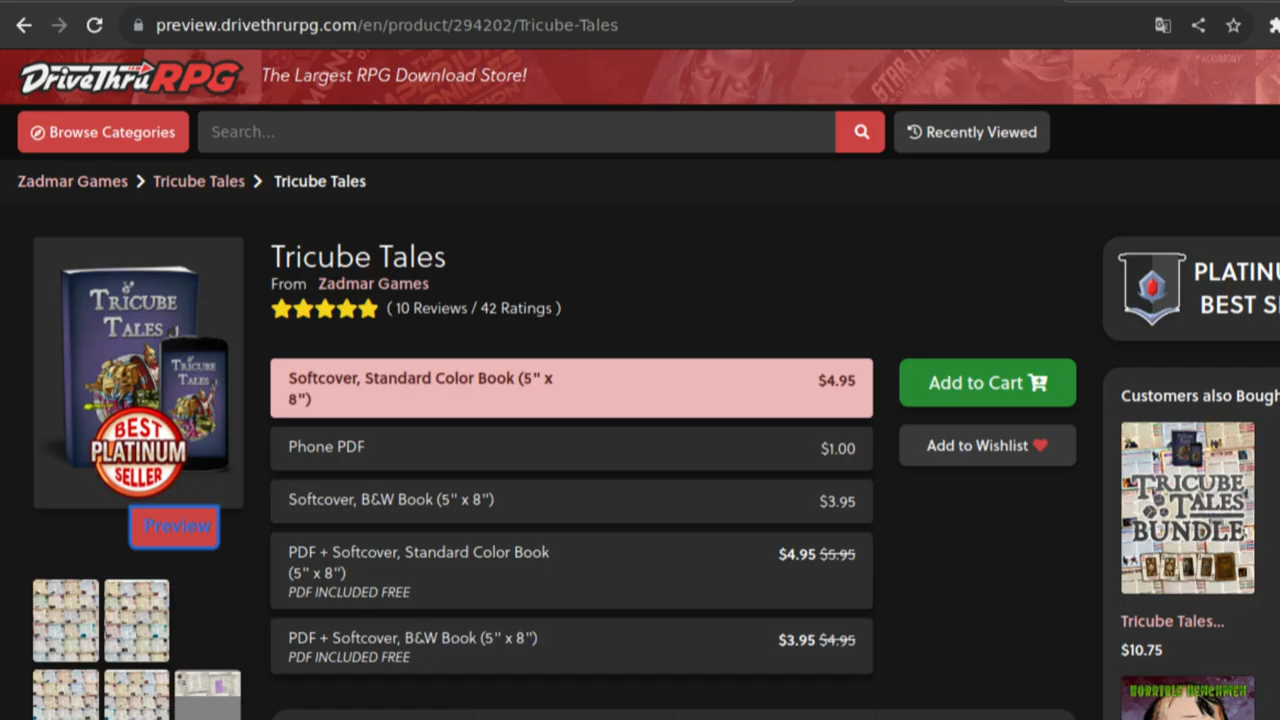 preview.drivethrurpg.com/en/product/294202/Tricube-Tales
DriveThruRPG The Largest RPG Download Store!
Browse Categories
Search...
Recently Viewed
Zadmar Games > Tricube Tales > Tricube Tales
TRICUBE TALES
TRICUBE TALES
BEST PLATINUM SELLER
Preview
Tricube Tales
From Zadmar Games
( 10 Reviews / 42 Ratings )
Softcover, Standard Color Book (5" x
8")
$4.95
Phone PDF
$1.00
Softcover, B&W Book (5" x 8")
$3.95
PDF + Softcover, Standard Color Book
(5" x 8")
PDF INCLUDED FREE
$4.95 $5.95
PDF + Softcover, B&W Book (5" x 8")
PDF INCLUDED FREE
$3.95 $4.95
Add to Cart
Add to Wishlist
PLATINU
BEST S
Customers also Bough
TRICUBE
TALES
BUNDLE
Tricube Tales...
$10.75
HORRIBLE HENCHMEN